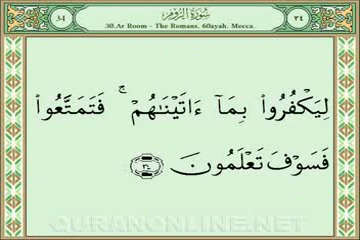 34 سُورَةُ الرُّومِ ٣٤
30.Ar Room - The Romans. 60ayah. Mecca.
لِيَكْفُرُوا۟ بِمَآ ءَاتَيْنَـٰهُمْ ۚ فَتَمَتَّعُوا۟
فَسَوْفَ تَعْلَمُونَ ٣٤
QURANONLINE.NET